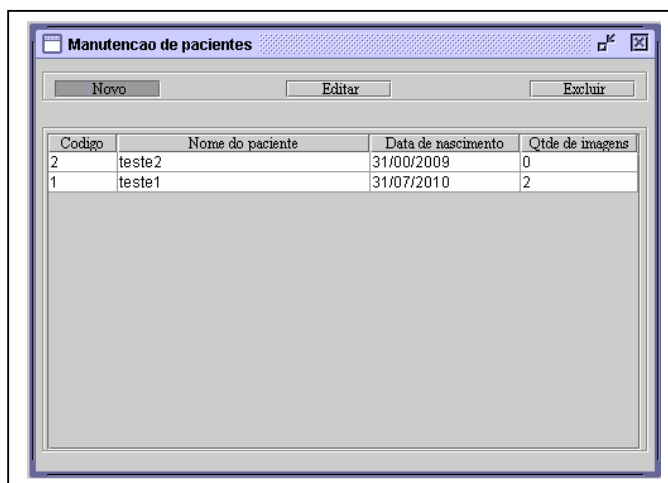 Manutencao de pacientes
Novo Editar Excluir
Codigo Nome do paciente Data de nascimento Qtde de imagens
2 teste2 31/00/2009 0
1 teste1 31/07/2010 2